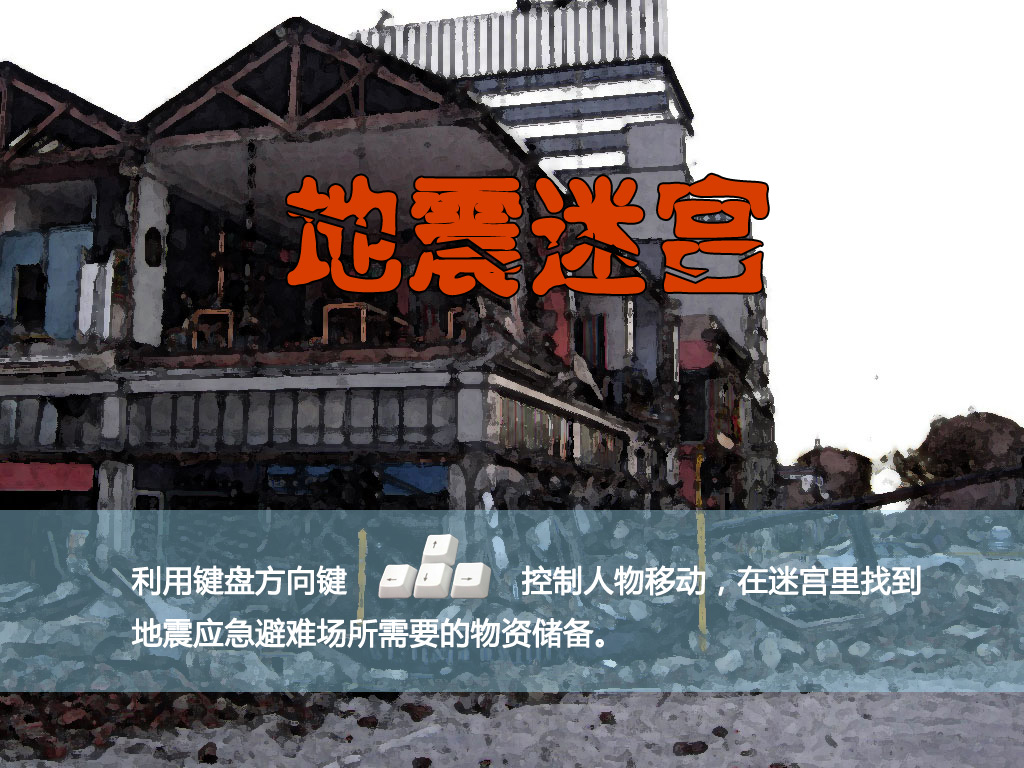 地震迷宫
利用键盘方向键 ↑ ← ↓ → 控制人物移动，在迷宫里找到
地震应急避难场所需要的物资储备。